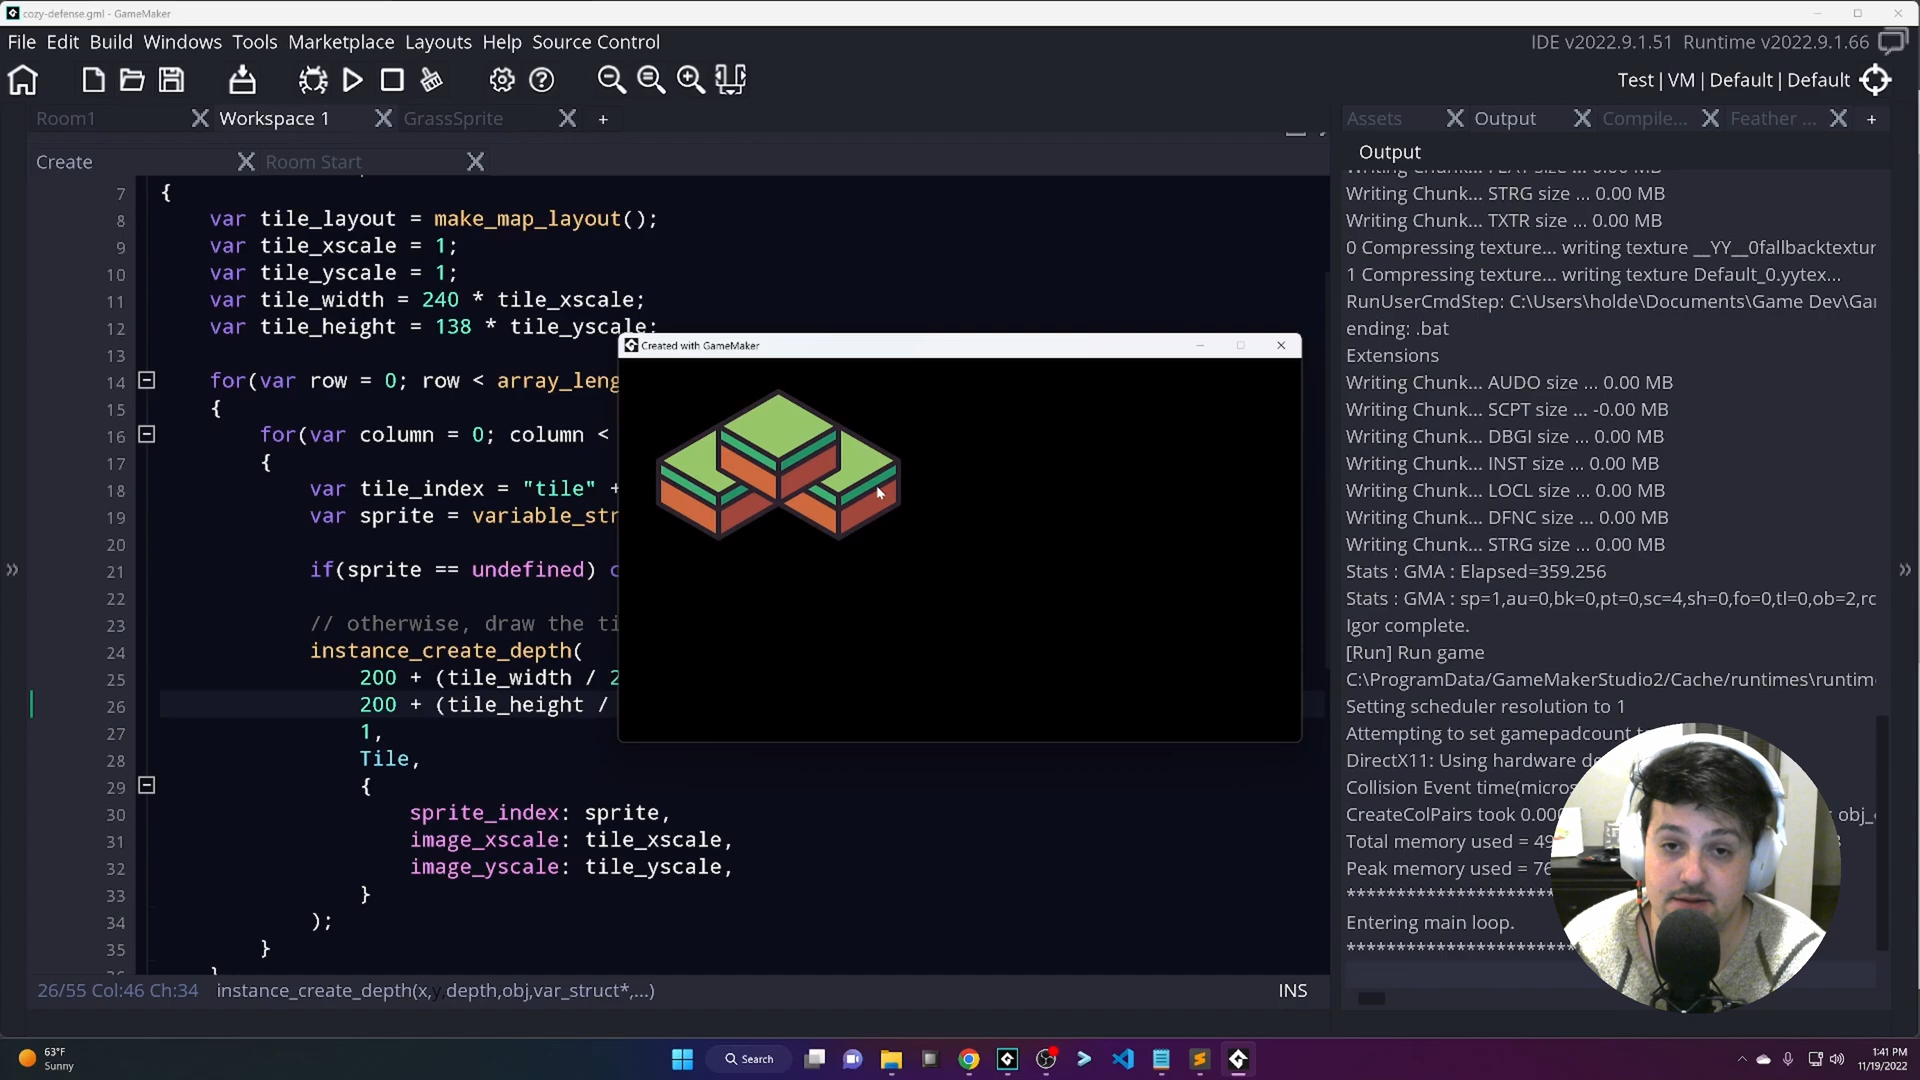 cozy-defense.gml - GameMaker
File Edit Build Windows Tools Marketplace Layouts Help Source Control
IDE v2022.9.1.51 Runtime v2022.9.1.66
Test | VM | Default | Default
Room1
Workspace 1
GrassSprite
+
Assets
Output
Compile...
Feather ...
+
Create
Room Start
Output
7 {
8 var tile_layout = make_map_layout();
9 var tile_xscale = 1;
10 var tile_yscale = 1;
11 var tile_width = 240 * tile_xscale;
12 var tile_height = 138 * tile_yscale;
13
14 for(var row = 0; row < array_leng
15 {
16 for(var column = 0; column <
17 {
18 var tile_index = "tile" +
19 var sprite = variable_stru
20
21 if(sprite == undefined) c
22
23 // otherwise, draw the ti
24 instance_create_depth(
25 200 + (tile_width / 2
26 200 + (tile_height /
27 1,
28 Tile,
29 {
30 sprite_index: sprite,
31 image_xscale: tile_xscale,
32 image_yscale: tile_yscale,
33 }
34 );
35 }
Created with GameMaker
Writing Chunk... STRG size ... 0.00 MB
Writing Chunk... TXTR size ... 0.00 MB
0 Compressing texture... writing texture __YY__0fallbacktextur
1 Compressing texture... writing texture Default_0.yytex...
RunUserCmdStep: C:\Users\holde\Documents\Game Dev\Gar
ending: .bat
Extensions
Writing Chunk... AUDO size ... 0.00 MB
Writing Chunk... SCPT size ... -0.00 MB
Writing Chunk... DBGI size ... 0.00 MB
Writing Chunk... INST size ... 0.00 MB
Writing Chunk... LOCL size ... 0.00 MB
Writing Chunk... DFNC size ... 0.00 MB
Writing Chunk... STRG size ... 0.00 MB
Stats : GMA : Elapsed=359.256
Stats : GMA : sp=1,au=0,bk=0,pt=0,sc=4,sh=0,fo=0,tl=0,ob=2,rc
Igor complete.
[Run] Run game
C:\ProgramData/GameMakerStudio2/Cache/runtimes\runtime
Setting scheduler resolution to 1
Attempting to set gamepadcount
DirectX11: Using hardware de
Collision Event time(micros
CreateColPairs took 0.000 obj_c
Total memory used = 49
Peak memory used = 76
Entering main loop.
26/55 Col:46 Ch:34 instance_create_depth(x,y,depth,obj,var_struct*,...)
INS
63°F
Sunny
Search
1:41 PM
11/19/2022